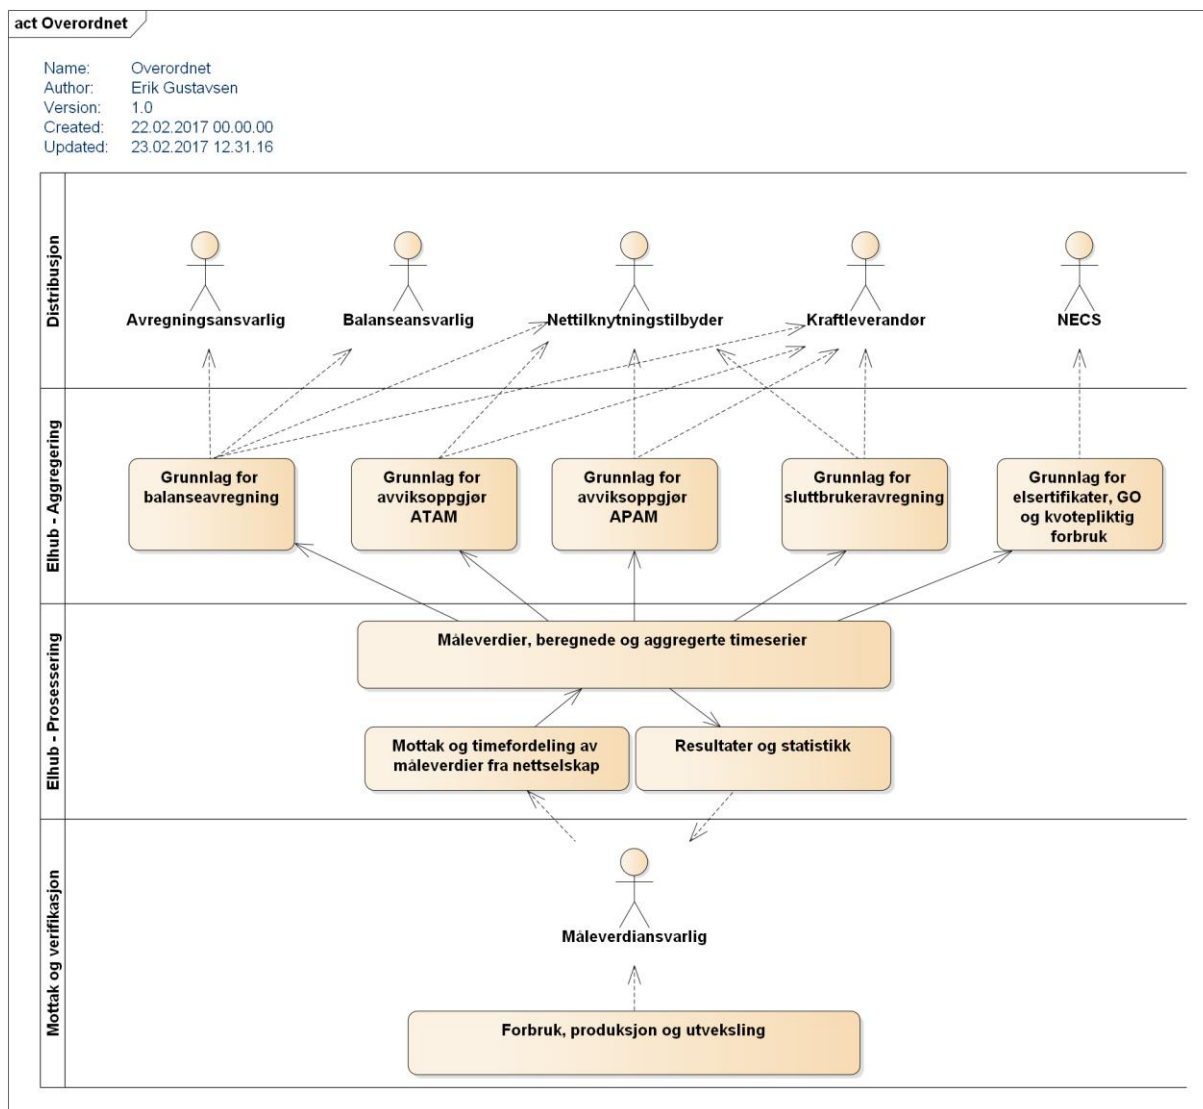 act Overordnet
Name: Overordnet
Author: Erik Gustavsen
Version: 1.0
Created: 22.02.2017 00.00.00
Updated: 23.02.2017 12.31.16
Distribusjon
Avregningsansvarlig
Balanseansvarlig
Nettilknytningstilbyder
Kraftleverandør
NECS
Elhub - Aggregering
Grunnlag for
balanseavregning
Grunnlag for
avviksoppgjør
ATAM
Grunnlag for
avviksoppgjør
APAM
Grunnlag for
sluttbrukeravregning
Grunnlag for
elsertifikater, GO
og kvotepliktig
forbruk
Elhub - Prosessering
Måleverdier, beregnede og aggregerte timeserier
Mottak og timefordeling av
måleverdier fra nettselskap
Resultater og statistikk
Mottak og verifikasjon
Måleverdiansvarlig
Forbruk, produksjon og utveksling